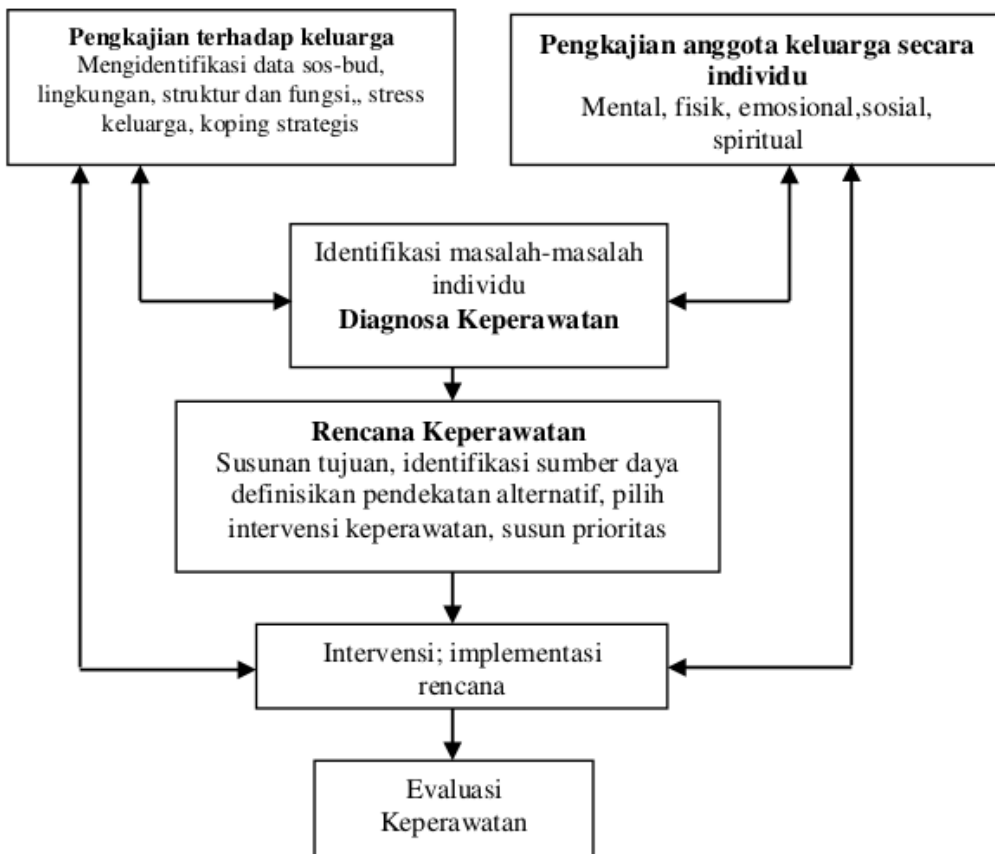 Pengkajian terhadap keluarga
Mengidentifikasi data sos-bud,
lingkungan, struktur dan fungsi,, stress
keluarga, koping strategis
Pengkajian anggota keluarga secara
individu
Mental, fisik, emosional,sosial,
spiritual
Identifikasi masalah-masalah
individu
Diagnosa Keperawatan
Rencana Keperawatan
Susunan tujuan, identifikasi sumber daya
definisikan pendekatan alternatif, pilih
intervensi keperawatan, susun prioritas
Intervensi; implementasi
rencana
Evaluasi
Keperawatan